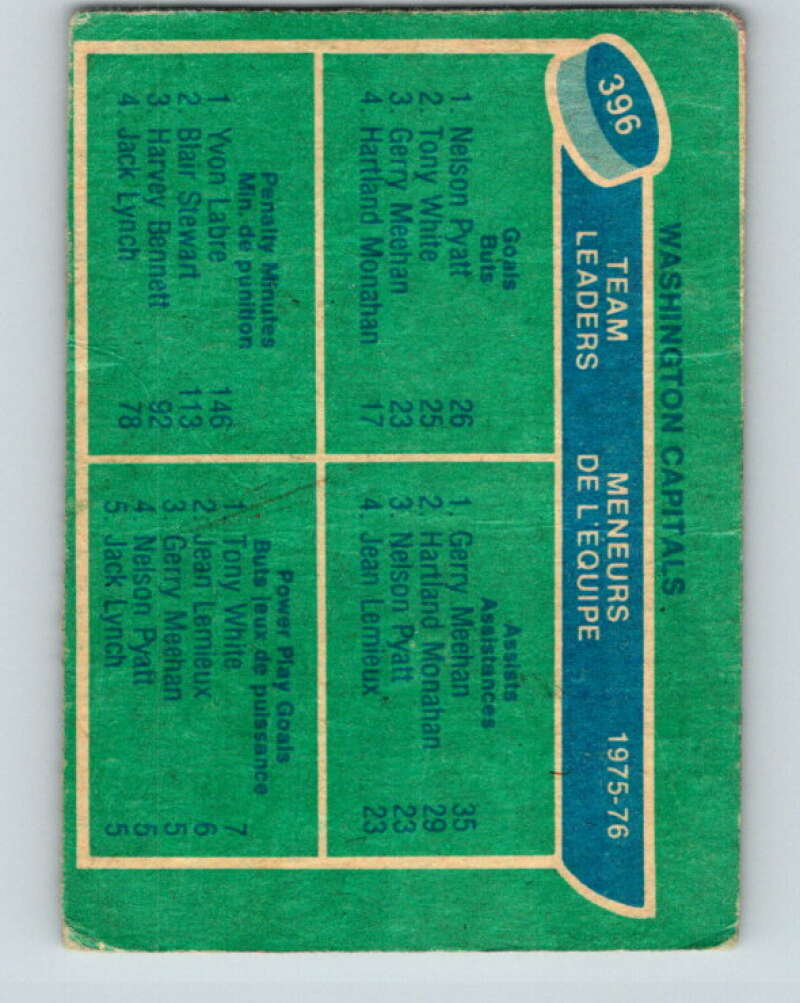 WASHINGTON CAPITALS
396
TEAM LEADERS
MENEURS DE L'EQUIPE
1975-76
Goals
Buts
1. Nelson Pyatt 26
2. Tony White 25
3. Gerry Meehan 23
4. Hartland Monahan 17
Assists
Assistances
1. Gerry Meehan 35
2. Hartland Monahan 29
3. Nelson Pyatt 23
4. Jean Lemieux 23
Penalty Minutes
Min. de punition
1 Yvon Labre 146
2 Blair Stewart 113
3 Harvey Bennett 92
4. Jack Lynch 78
Power Play Goals
Buts jeux de puissance
1 Tony White 7
2 Jean Lemieux 6
3 Gerry Meehan 5
4 Nelson Pyatt 5
5. Jack Lynch 5